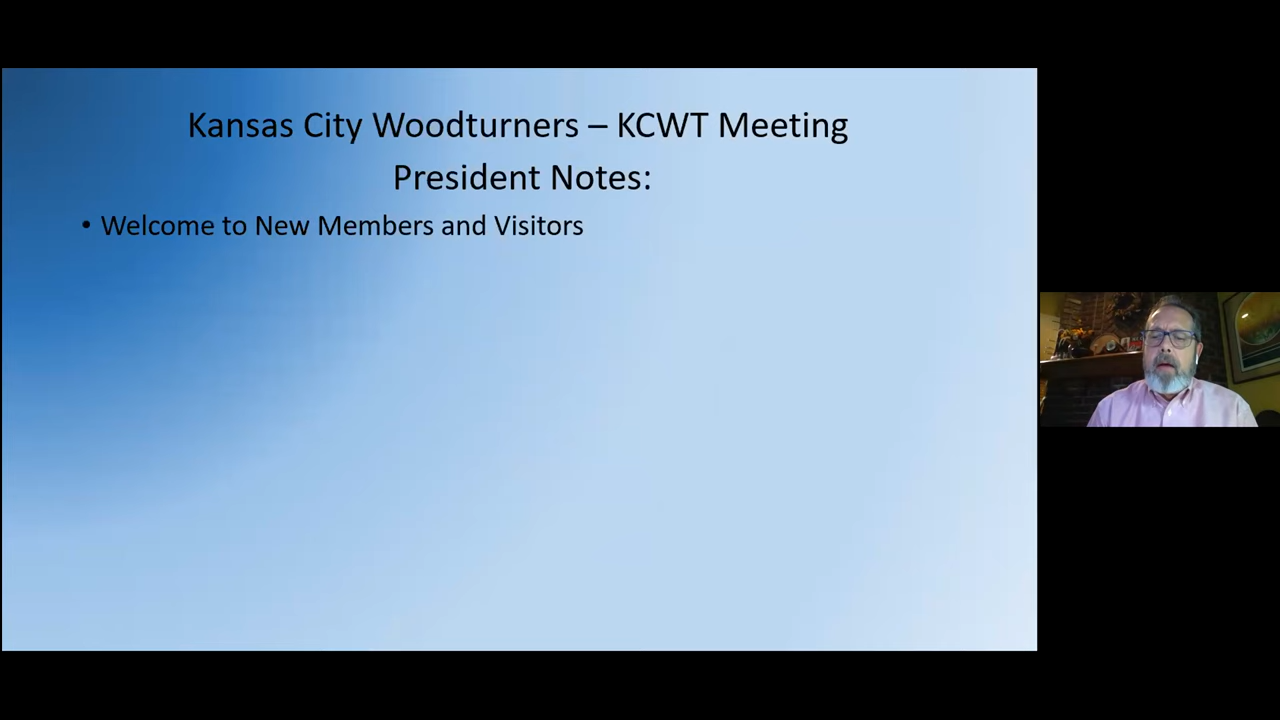 Kansas City Woodturners – KCWT Meeting
President Notes:
• Welcome to New Members and Visitors